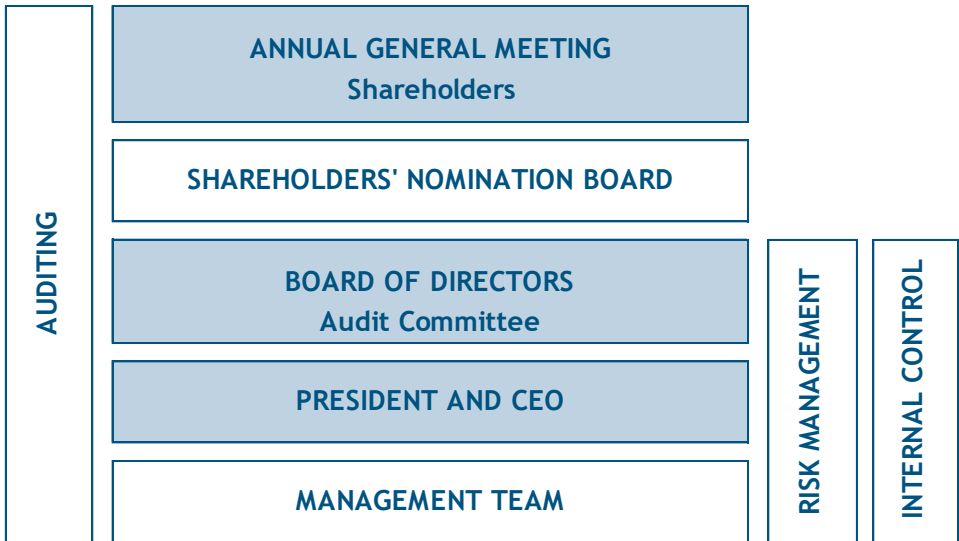 AUDITING
ANNUAL GENERAL MEETING
Shareholders
SHAREHOLDERS' NOMINATION BOARD
BOARD OF DIRECTORS
Audit Committee
PRESIDENT AND CEO
MANAGEMENT TEAM
RISK MANAGEMENT
INTERNAL CONTROL